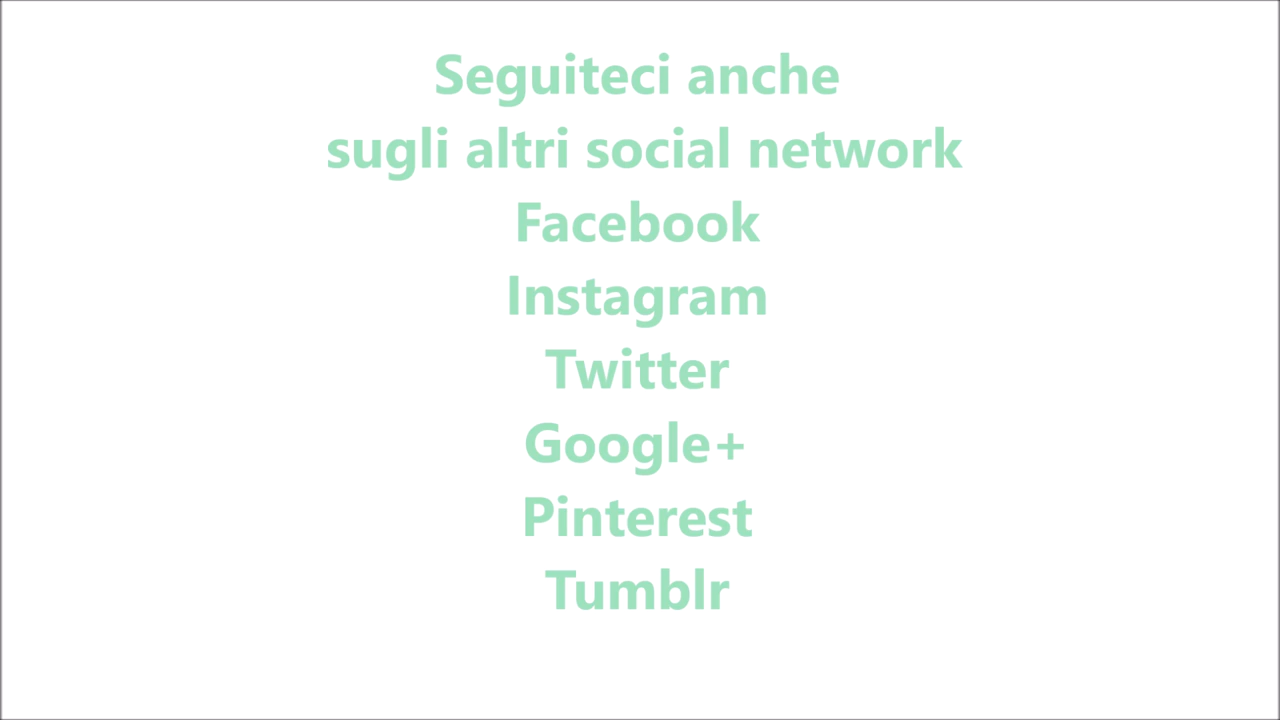 Seguiteci anche
sugli altri social network
Facebook
Instagram
Twitter
Google+
Pinterest
Tumblr